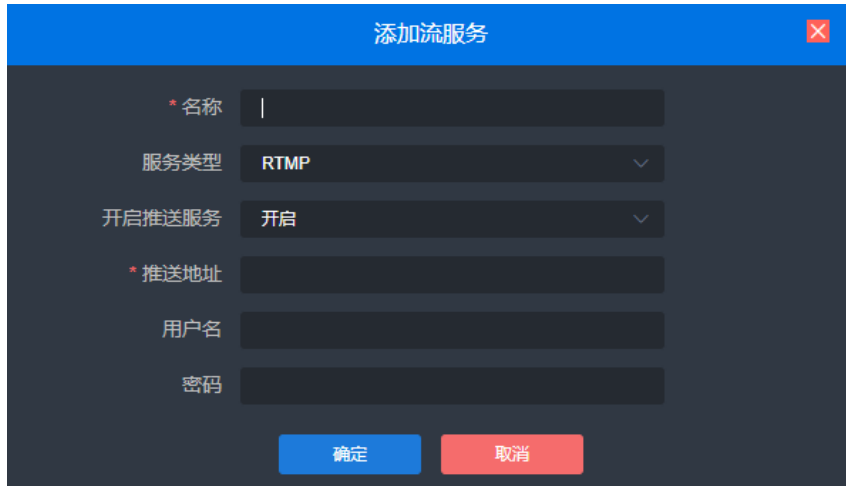 添加流服务
* 名称
服务类型 RTMP
开启推送服务 开启
* 推送地址
用户名
密码
确定 取消